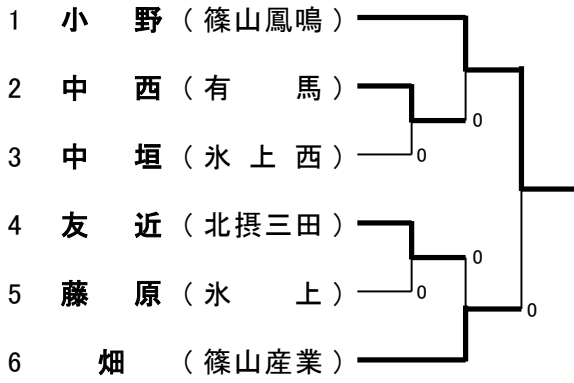 1 小 野 ( 篠山鳳鳴 )
2 中 西 ( 有 馬 )
0
3 中 垣 ( 氷 上 西 )
0
4 友 近 ( 北摂三田 )
0
5 藤 原 ( 氷 上 )
0
0
6 畑 ( 篠山産業 )